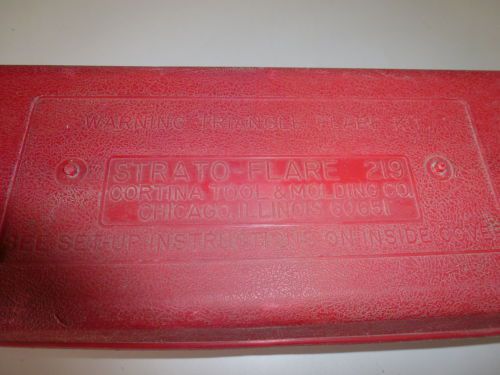 WARNING TRIANGLE FLARE KIT
STRATO-FLARE 219
CORTINA TOOL & MOLDING CO.
CHICAGO, ILLINOIS 60651
SEE SET-UP INSTRUCTIONS ON INSIDE COVER